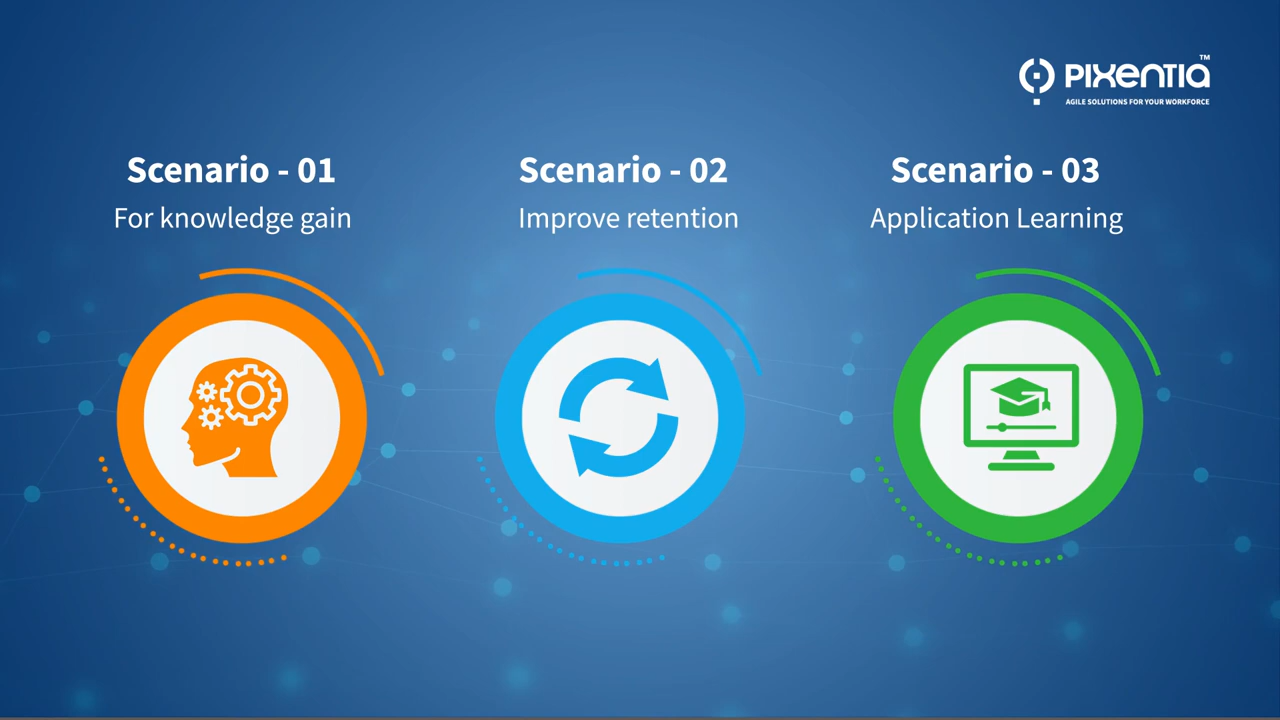 PIXENTIA™
AGILE SOLUTIONS FOR YOUR WORKFORCE
Scenario - 01
For knowledge gain
Scenario - 02
Improve retention
Scenario - 03
Application Learning